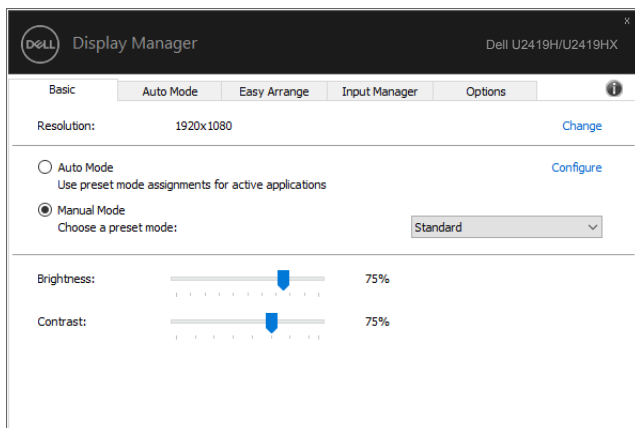 x
DELL Display Manager Dell U2419H/U2419HX
Basic Auto Mode Easy Arrange Input Manager Options i
Resolution: 1920x1080 Change
Auto Mode Configure
Use preset mode assignments for active applications
Manual Mode
Choose a preset mode: Standard
Brightness: 75%
Contrast: 75%